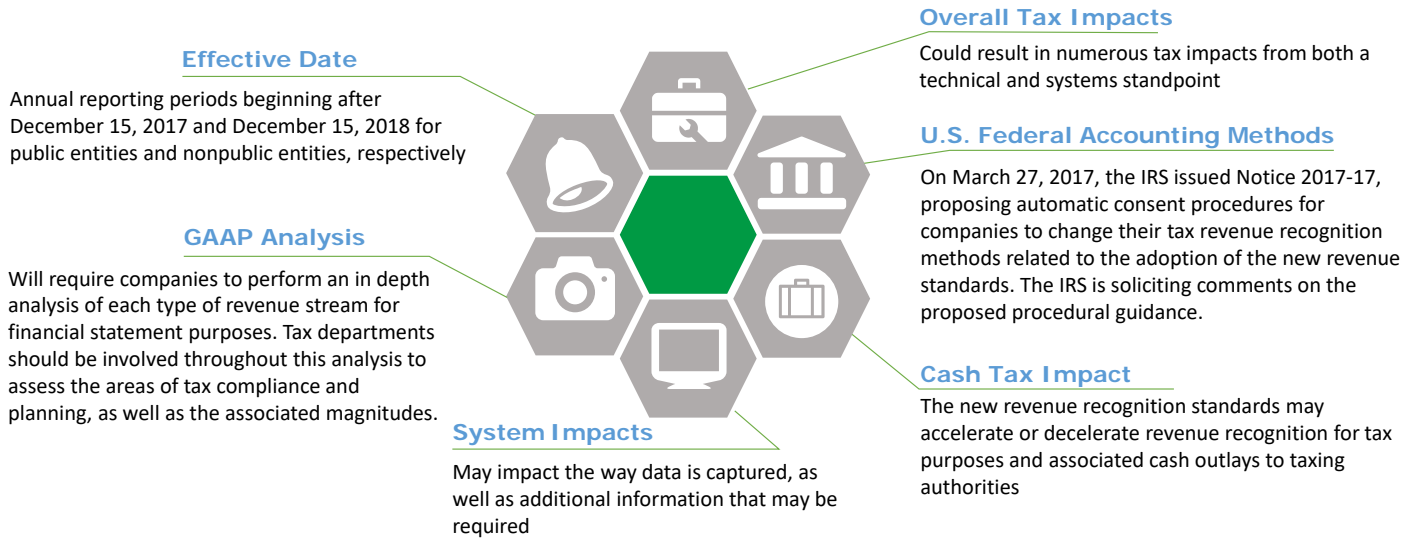 Overall Tax Impacts
Could result in numerous tax impacts from both a
technical and systems standpoint
Effective Date
Annual reporting periods beginning after
December 15, 2017 and December 15, 2018 for
public entities and nonpublic entities, respectively
U.S. Federal Accounting Methods
On March 27, 2017, the IRS issued Notice 2017-17,
proposing automatic consent procedures for
companies to change their tax revenue recognition
methods related to the adoption of the new revenue
standards. The IRS is soliciting comments on the
proposed procedural guidance.
GAAP Analysis
Will require companies to perform an in depth
analysis of each type of revenue stream for
financial statement purposes. Tax departments
should be involved throughout this analysis to
assess the areas of tax compliance and
planning, as well as the associated magnitudes.
Cash Tax Impact
The new revenue recognition standards may
accelerate or decelerate revenue recognition for tax
purposes and associated cash outlays to taxing
authorities
System Impacts
May impact the way data is captured, as
well as additional information that may be
required